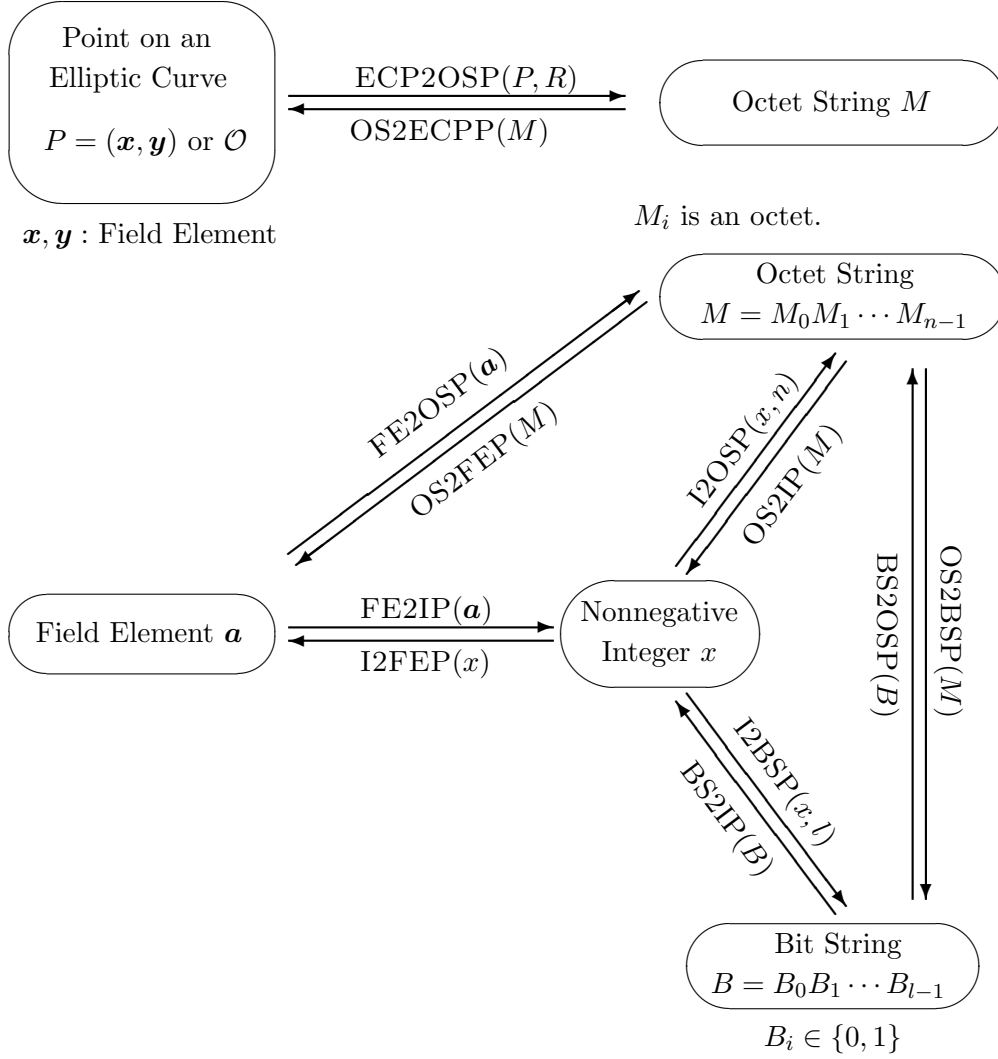 Point on an
Elliptic Curve
P = (x, y) or 𝒪
x, y : Field Element
ECP2OSP(P, R)
OS2ECPP(M)
Octet String M
M_i is an octet.
Octet String
M = M_0M_1 ⋯ M_{n−1}
FE2OSP(a)
OS2FEP(M)
I2OSP(x, n)
OS2IP(M)
BS2OSP(B)
OS2BSP(M)
Field Element a
FE2IP(a)
I2FEP(x)
Nonnegative
Integer x
I2BSP(x, l)
BS2IP(B)
Bit String
B = B_0B_1 ⋯ B_{l−1}
B_i ∈ {0, 1}